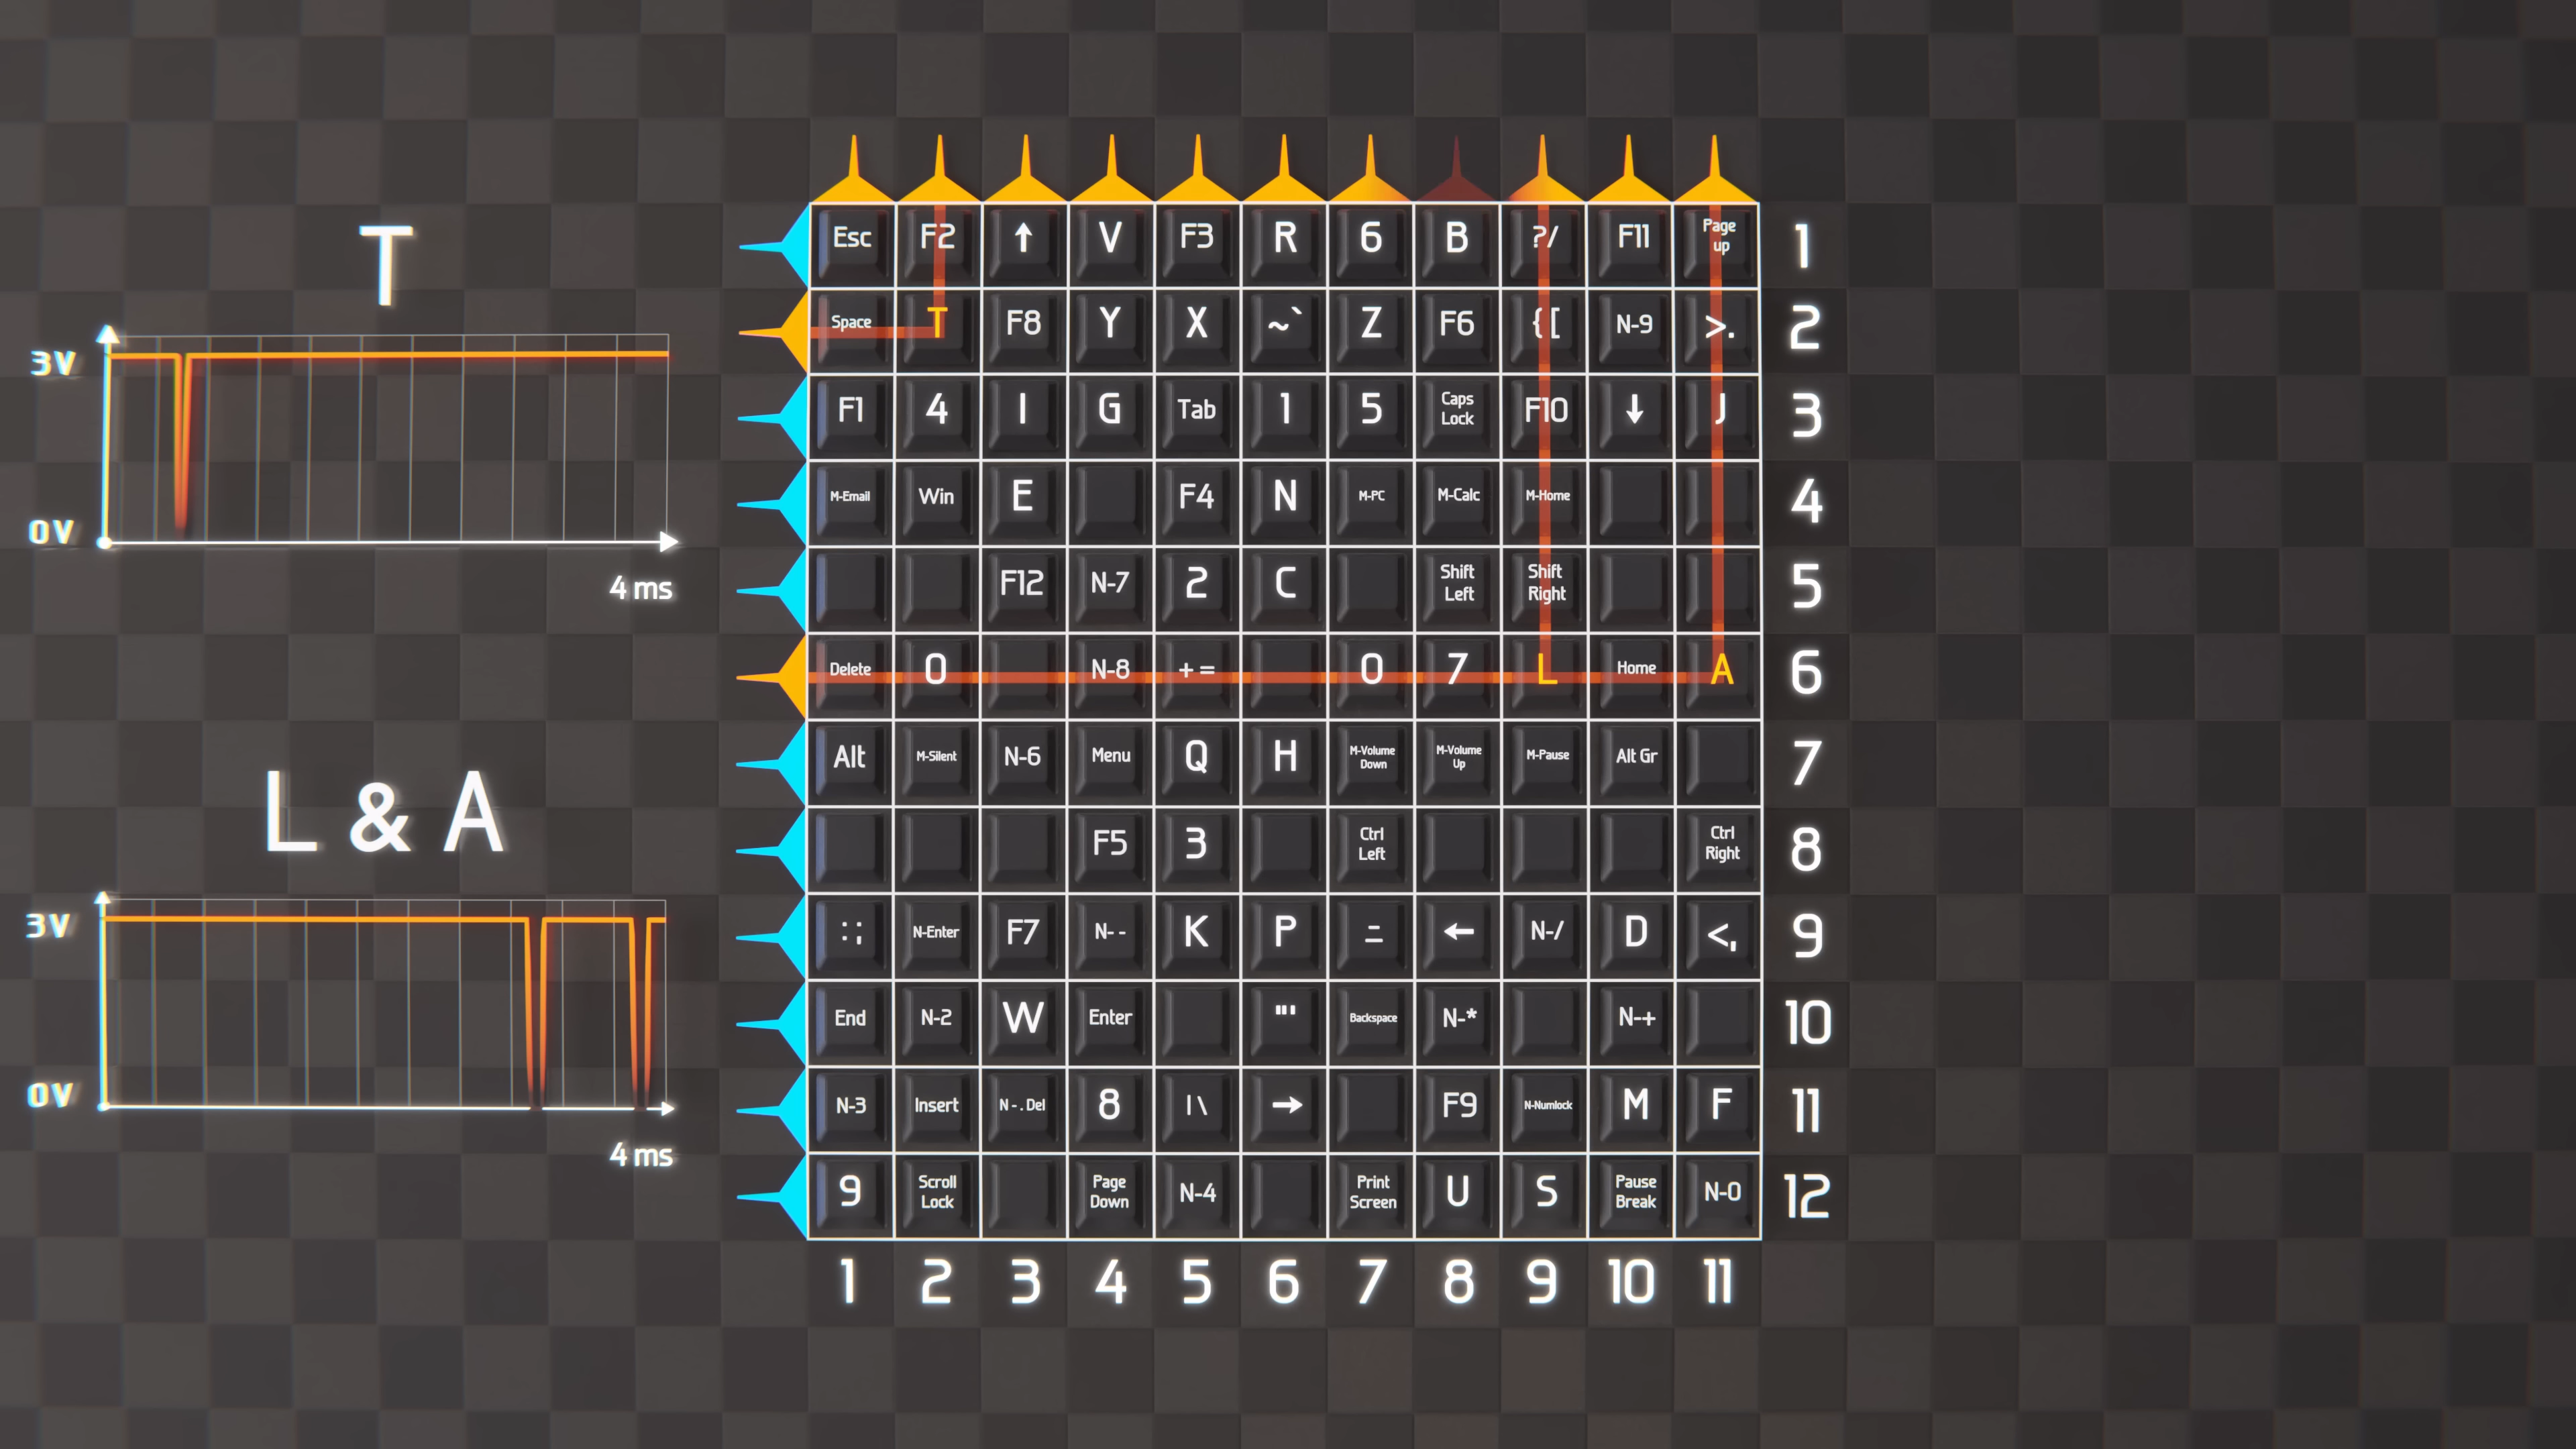 T
3V
0V
4 ms
L & A
3V
0V
4 ms
Esc F2 ↑ V F3 R 6 B ?/ F11 Page up 1
Space T F8 Y X ~` Z F6 {[ N-9 >. 2
F1 4 I G Tab 1 5 Caps Lock F10 ↓ J 3
M-Email Win E F4 N M-PC M-Calc M-Home 4
F12 N-7 2 C Shift Left Shift Right 5
Delete O N-8 += 0 7 L Home A 6
Alt M-Silent N-6 Menu Q H M-Volume Down M-Volume Up M-Pause Alt Gr 7
F5 3 Ctrl Left Ctrl Right 8
:; N-Enter F7 N-- K P ← N-/ D <, 9
End N-2 W Enter "' Backspace N-* N-+ 10
N-3 Insert N-.Del 8 |\ → F9 N-Numlock M F 11
9 Scroll Lock Page Down N-4 Print Screen U S Pause Break N-0 12
1 2 3 4 5 6 7 8 9 10 11